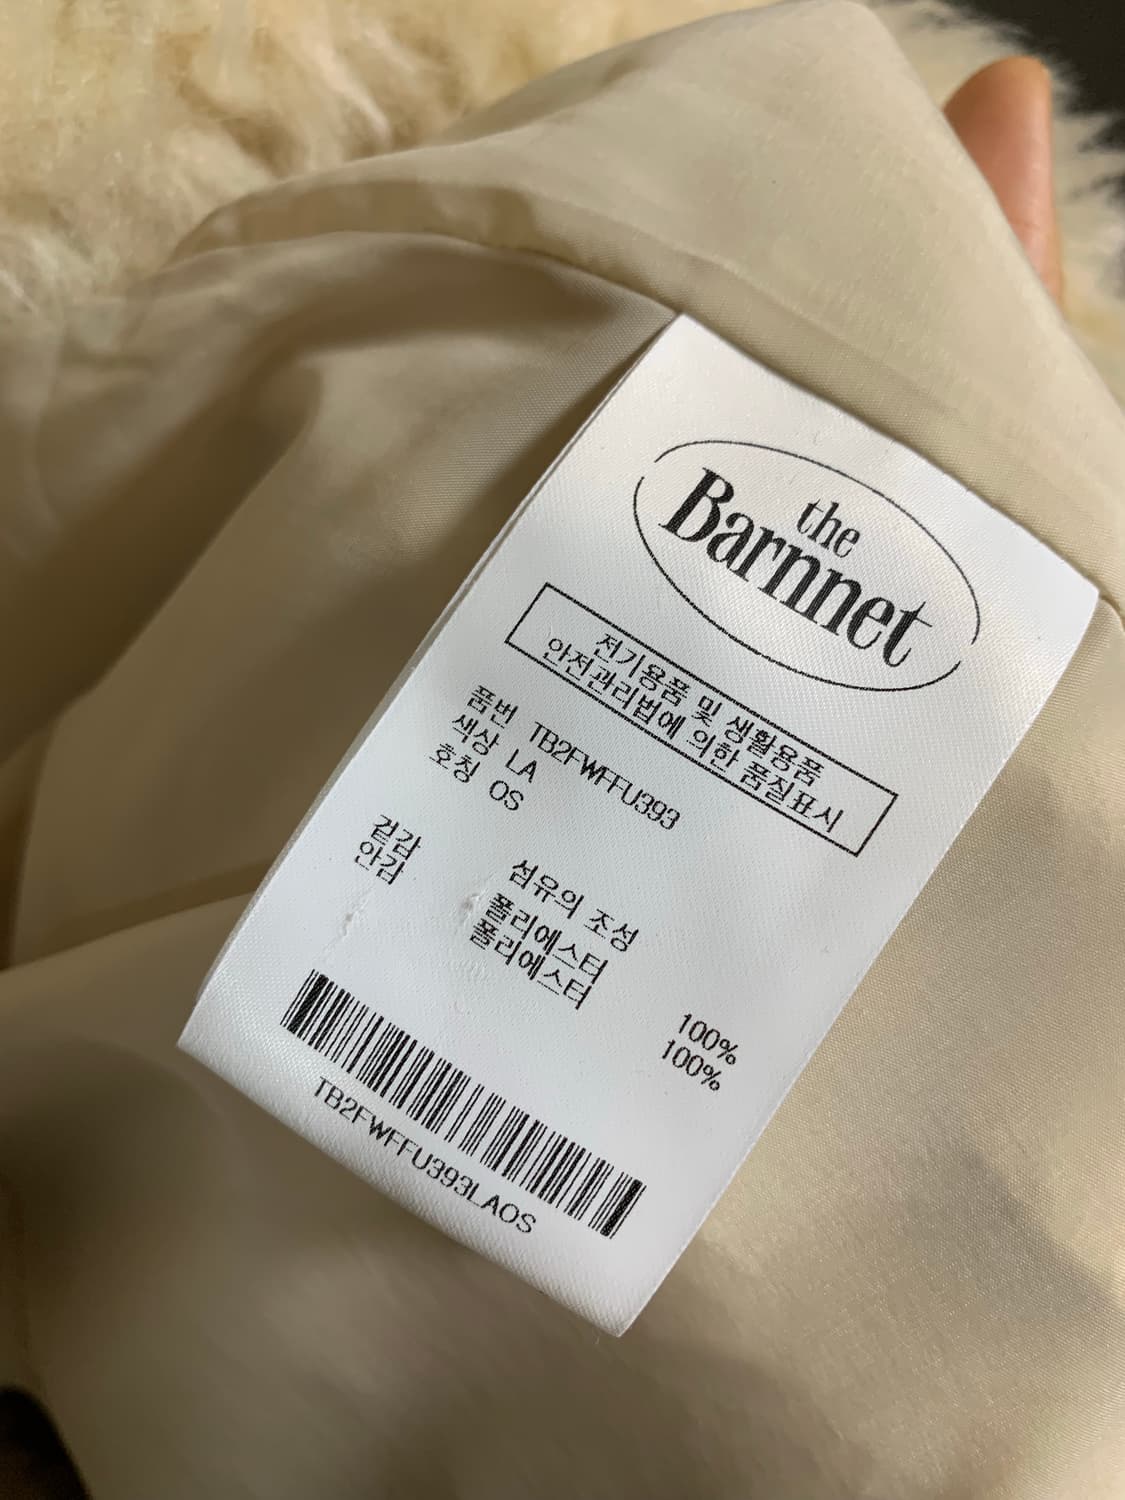 the
Barnnet
전기용품 및 생활용품
안전관리법에 의한 품질표시
품번 TB2FWFFU393
색상 LA
호칭 OS
섬유의 조성
겉감 폴리에스터 100%
안감 폴리에스터 100%
TB2FWFFU393LAOS